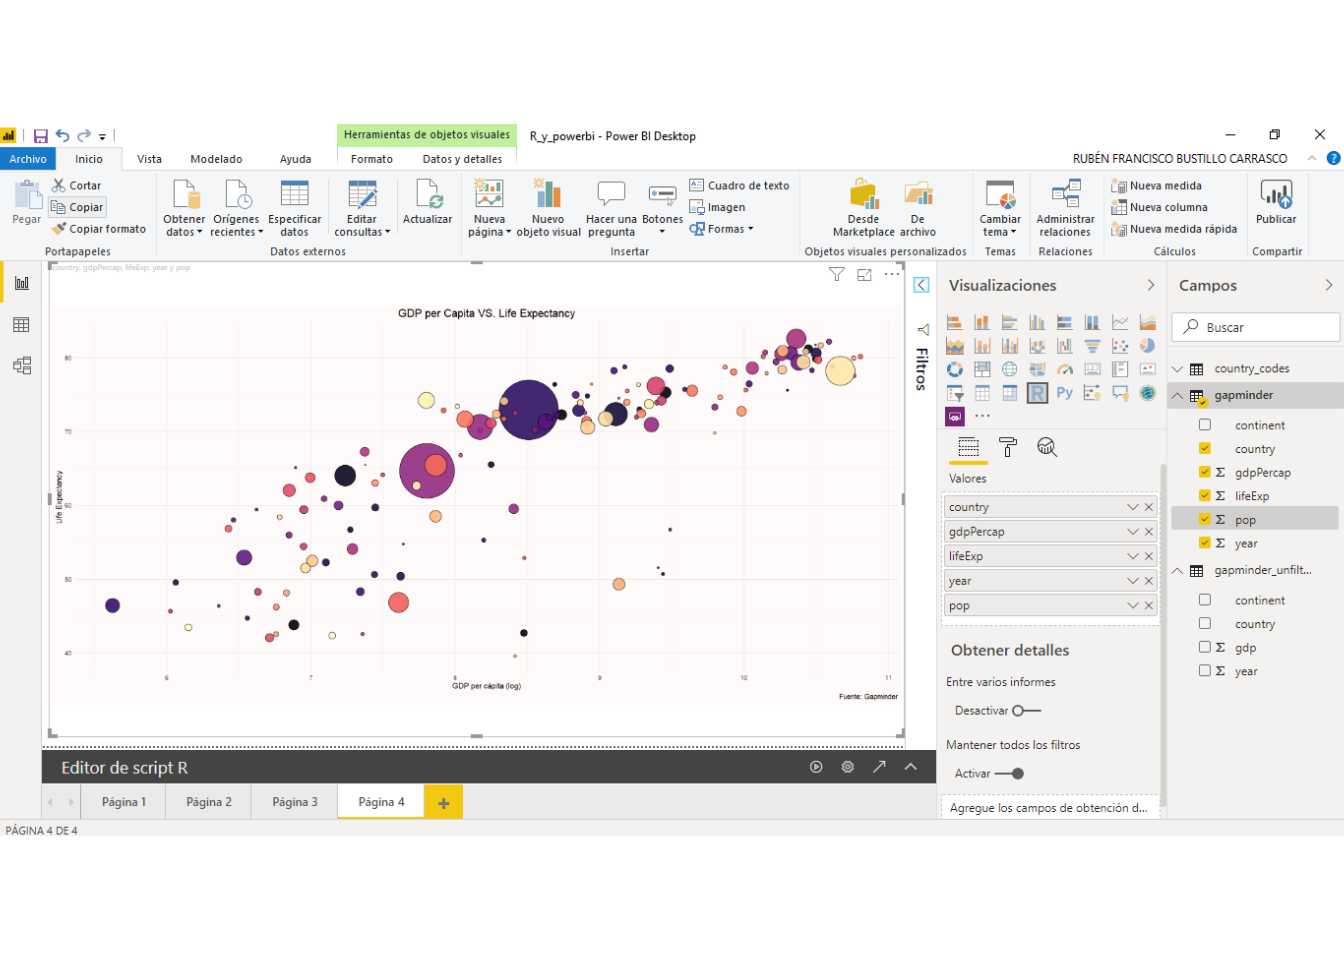 Herramientas de objetos visuales
R_y_powerbi - Power BI Desktop
Archivo
Inicio
Vista
Modelado
Ayuda
Formato
Datos y detalles
RUBÉN FRANCISCO BUSTILLO CARRASCO
?
Pegar
Cortar
Copiar
Copiar formato
Portapapeles
Obtener datos
Orígenes recientes
Especificar datos
Editar consultas
Datos externos
Actualizar
Nueva página
Nuevo objeto visual
Hacer una pregunta
Botones
Cuadro de texto
Imagen
Formas
Insertar
Desde Marketplace
De archivo
Objetos visuales personalizados
Cambiar tema
Temas
Administrar relaciones
Relaciones
Nueva medida
Nueva columna
Nueva medida rápida
Cálculos
Publicar
Compartir
country, gdpPercap, lifeExp, year y pop
GDP per Capita VS. Life Expectancy
Life Expectancy
80
70
60
50
40
6
7
8
9
10
11
GDP per cápita (log)
Fuente: Gapminder
Filtros
Visualizaciones
R
Py
Valores
country
gdpPercap
lifeExp
year
pop
Obtener detalles
Entre varios informes
Desactivar
Mantener todos los filtros
Activar
Agregue los campos de obtención d...
Campos
Buscar
country_codes
gapminder
continent
country
gdpPercap
lifeExp
pop
year
gapminder_unfilt...
continent
country
gdp
year
Editor de script R
Página 1
Página 2
Página 3
Página 4
PÁGINA 4 DE 4